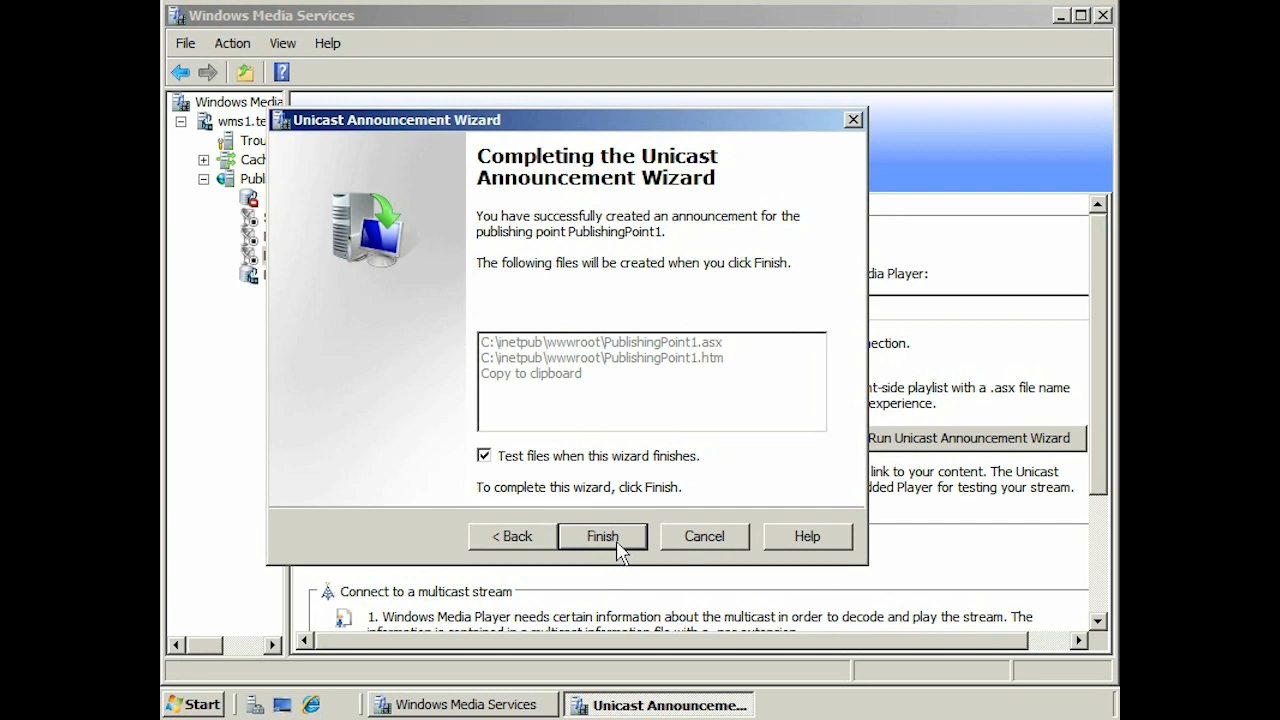 Windows Media Services
File Action View Help
Windows Media
wms1.te
Trou
Cach
Publ
Unicast Announcement Wizard
Completing the Unicast
Announcement Wizard
You have successfully created an announcement for the
publishing point PublishingPoint1.
The following files will be created when you click Finish.
C:\inetpub\wwwroot\PublishingPoint1.asx
C:\inetpub\wwwroot\PublishingPoint1.htm
Copy to clipboard
Test files when this wizard finishes.
To complete this wizard, click Finish.
< Back Finish Cancel Help
dia Player:
ection.
nt-side playlist with a .asx file name
experience.
Run Unicast Announcement Wizard
link to your content. The Unicast
dded Player for testing your stream.
Connect to a multicast stream
1. Windows Media Player needs certain information about the multicast in order to decode and play the stream. The
Start Windows Media Services Unicast Announceme...